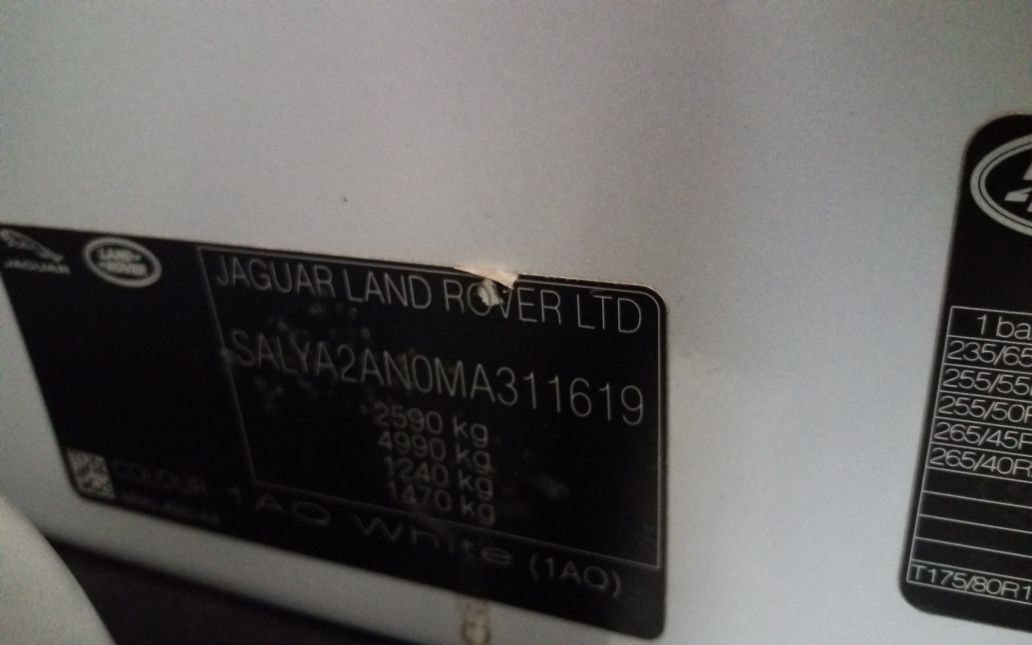 JAGUAR
LAND
ROVER
JAGUAR LAND ROVER LTD
SALYA2AN0MA311619
2590 kg
4990 kg
1240 kg
1470 kg
COLOUR
1AQ White (1AQ)
1 ba
235/65
255/55
255/50R
265/45R
265/40R
T175/80R1